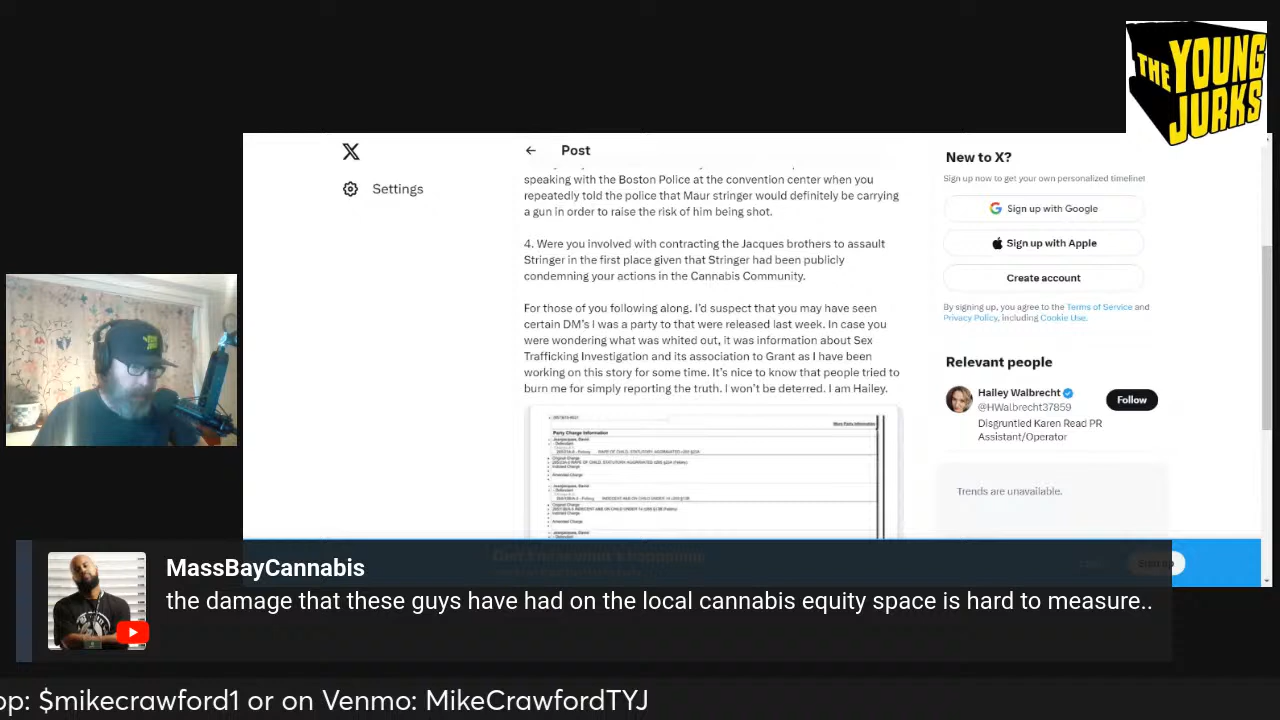 THE YOUNG JURKS
Post
Settings
speaking with the Boston Police at the convention center when you
repeatedly told the police that Maur stringer would definitely be carrying
a gun in order to raise the risk of him being shot.
4. Were you involved with contracting the Jacques brothers to assault
Stringer in the first place given that Stringer had been publicly
condemning your actions in the Cannabis Community.
For those of you following along. I'd suspect that you may have seen
certain DM's I was a party to that were released last week. In case you
were wondering what was whited out, it was information about Sex
Trafficking Investigation and its association to Grant as I have been
working on this story for some time. It's nice to know that people tried to
burn me for simply reporting the truth. I won't be deterred. I am Hailey.
More Party Information
Party Charge Information
New to X?
Sign up now to get your own personalized timeline!
Sign up with Google
Sign up with Apple
Create account
By signing up, you agree to the Terms of Service and
Privacy Policy, including Cookie Use.
Relevant people
Hailey Walbrecht
@HWalbrecht37859
Follow
Disgruntled Karen Read PR
Assistant/Operator
Trends are unavailable.
Sign up
MassBayCannabis
the damage that these guys have had on the local cannabis equity space is hard to measure..
pp: $mikecrawford1 or on Venmo: MikeCrawfordTYJ